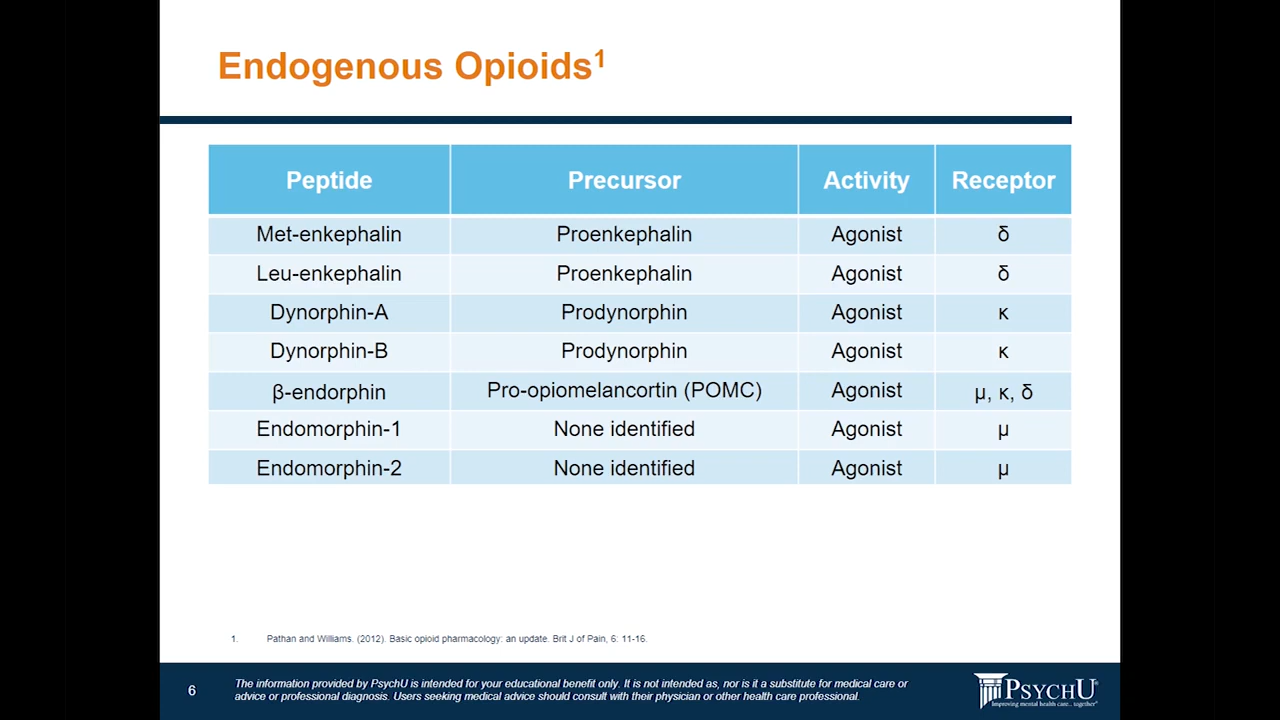 Endogenous Opioids¹
Peptide Precursor Activity Receptor
Met-enkephalin Proenkephalin Agonist δ
Leu-enkephalin Proenkephalin Agonist δ
Dynorphin-A Prodynorphin Agonist κ
Dynorphin-B Prodynorphin Agonist κ
β-endorphin Pro-opiomelancortin (POMC) Agonist μ, κ, δ
Endomorphin-1 None identified Agonist μ
Endomorphin-2 None identified Agonist μ
1. Pathan and Williams. (2012). Basic opioid pharmacology: an update. Brit J of Pain, 6: 11-16.
6
The information provided by PsychU is intended for your educational benefit only. It is not intended as, nor is it a substitute for medical care or
advice or professional diagnosis. Users seeking medical advice should consult with their physician or other health care professional.
PSYCHU®
Improving mental health care.. together®